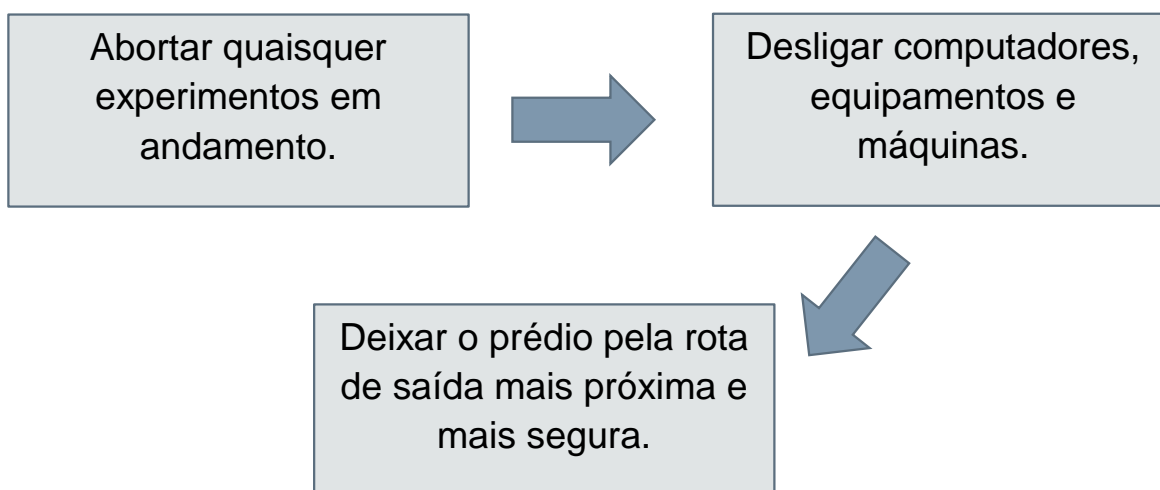 Abortar quaisquer
experimentos em
andamento.
Desligar computadores,
equipamentos e
máquinas.
Deixar o prédio pela rota
de saída mais próxima e
mais segura.